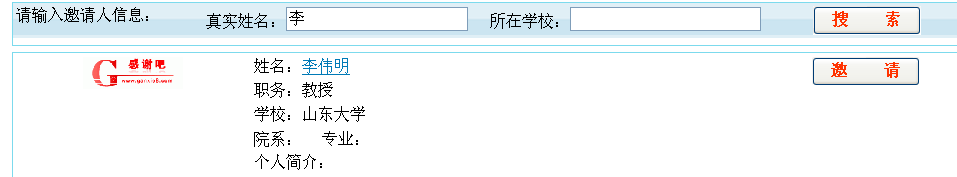 请输入邀请人信息：
真实姓名：李 所在学校： 搜 索
感谢吧
姓名：李伟明 邀 请
职务：教授
学校：山东大学
院系： 专业：
个人简介：